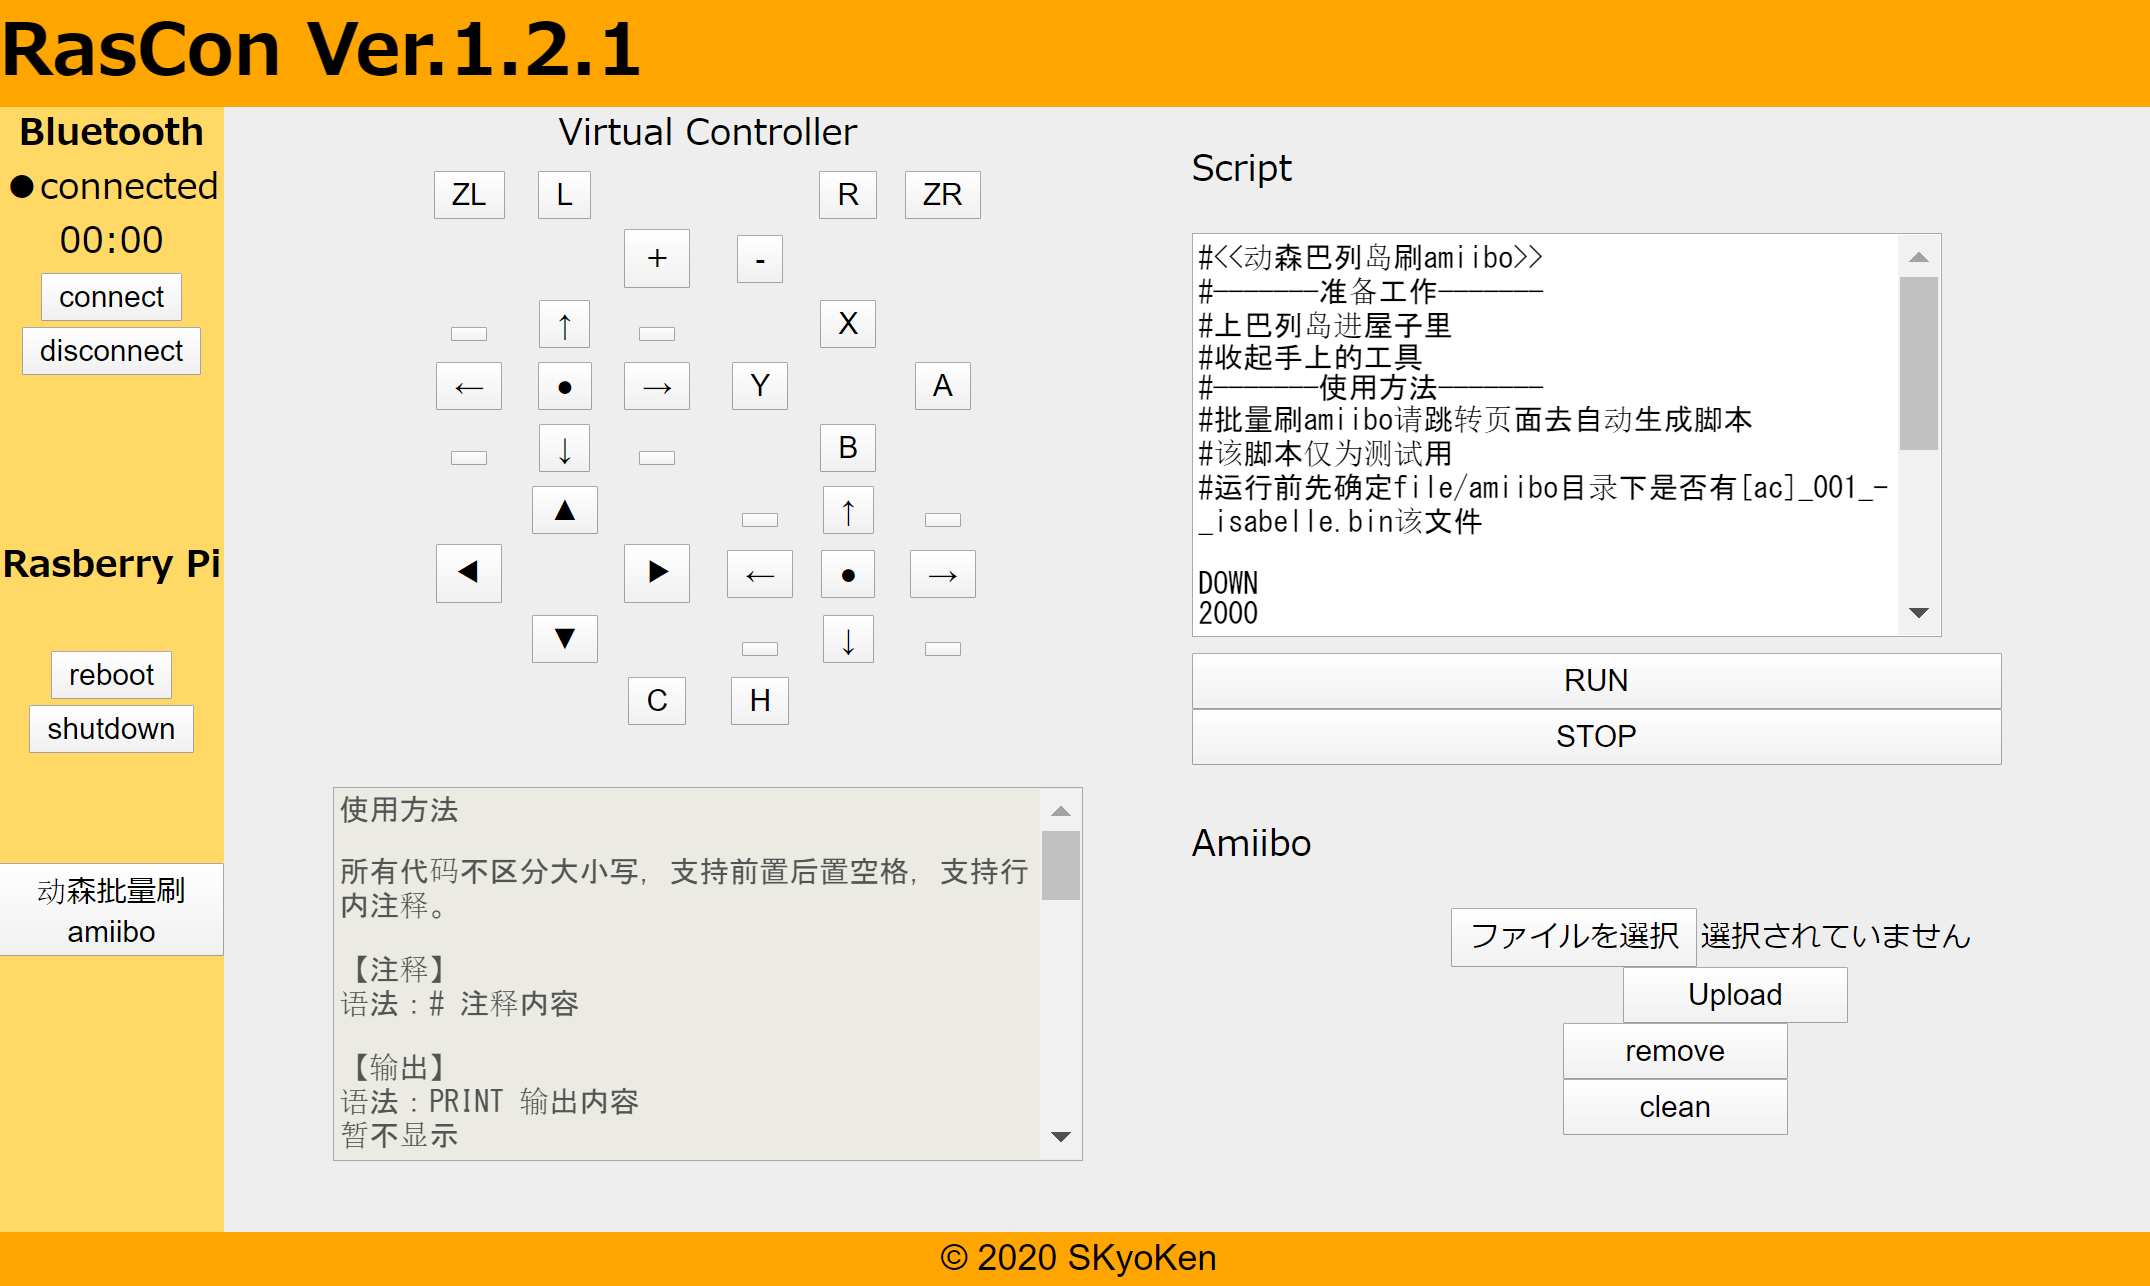 RasCon Ver.1.2.1
Bluetooth
●connected
00:00
connect
disconnect
Rasberry Pi
reboot
shutdown
动森批量刷
amiibo
Virtual Controller
ZL L R ZR
+ -
↑ X
← ● → Y A
↓ B
▲ ↑
◀ ▶ ← ● →
▼ ↓
C H
使用方法
所有代码不区分大小写, 支持前置后置空格, 支持行
内注释。
【注释】
语法：# 注释内容
【输出】
语法：PRINT 输出内容
暂不显示
Script
#<<动森巴列岛刷amiibo>>
#-------准备工作-------
#上巴列岛进屋子里
#收起手上的工具
#-------使用方法-------
#批量刷amiibo请跳转页面去自动生成脚本
#该脚本仅为测试用
#运行前先确定file/amiibo目录下是否有[ac]_001_-
_isabelle.bin该文件
DOWN
2000
RUN
STOP
Amiibo
ファイルを選択 選択されていません
Upload
remove
clean
© 2020 SKyoKen